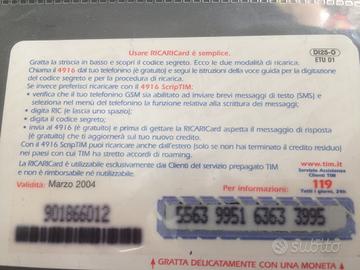 Usare RICARICard è semplice.
DI25-O
ETU 01
Gratta la striscia in basso e scopri il codice segreto. Ecco le due modalità di ricarica.
Chiama il 4916 dal tuo telefonino (è gratuito) e segui le istruzioni della voce guida per la digitazione
del codice segreto e per la procedura di ricarica.
Se invece preferisci ricaricare con il 4916 ScripTIM:
• verifica che il tuo telefonino GSM sia abilitato ad inviare brevi messaggi di testo (SMS) e
seleziona nel menù del telefonino la funzione relativa alla scrittura dei messaggi;
• digita RIC (e lascia uno spazio);
• digita il codice segreto;
• invia al 4916 (è gratuito) e prima di gettare la RICARICard aspetta il messaggio di risposta
(è gratuito) che ti aggiornerà il tuo nuovo credito.
Con il 4916 ScripTIM puoi ricaricare anche dall'estero (solo se non hai terminato il credito residuo)
nei paesi con cui TIM ha stretto accordi di roaming.
La RICARICard è utilizzabile esclusivamente dai Clienti del servizio prepagato TIM
e non è rimborsabile né riutilizzabile.
www.tim.it
Servizio Assistenza
Clienti TIM
Validità: Marzo 2004
Per informazioni:
119
Tutti i giorni, 24h
901866012
5563 9951 6363 3995
subito
GRATTA DELICATAMENTE CON UNA MONETA